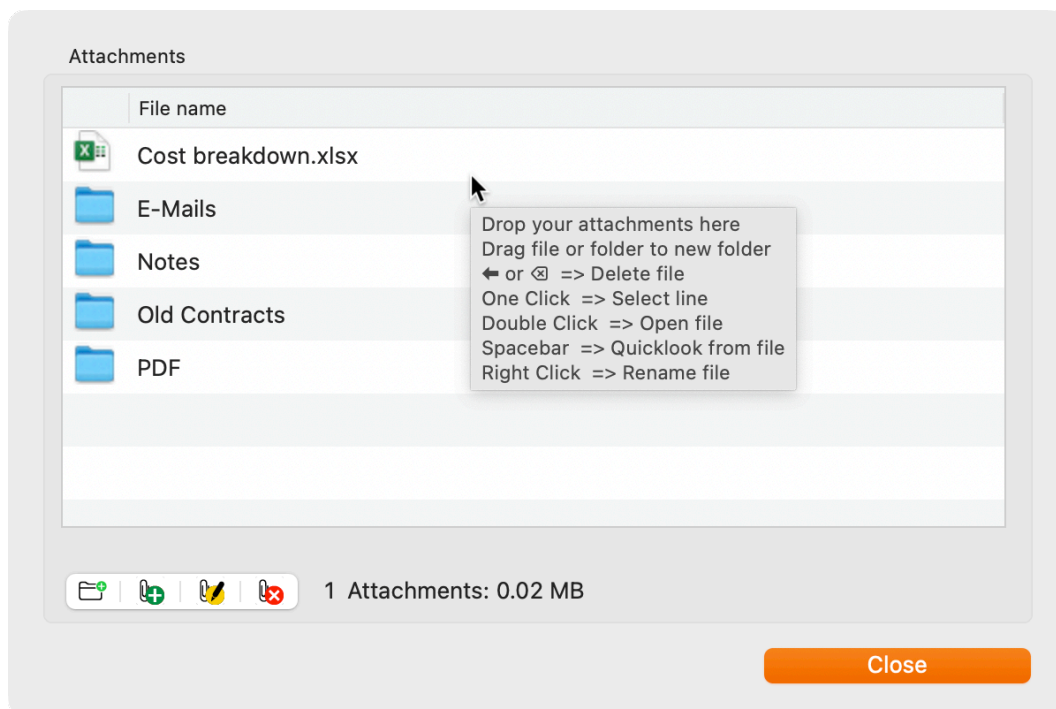 Attachments
File name
Cost breakdown.xlsx
E-Mails
Notes
Old Contracts
PDF
Drop your attachments here
Drag file or folder to new folder
⬅ or ⌫ => Delete file
One Click => Select line
Double Click => Open file
Spacebar => Quicklook from file
Right Click => Rename file
1 Attachments: 0.02 MB
Close